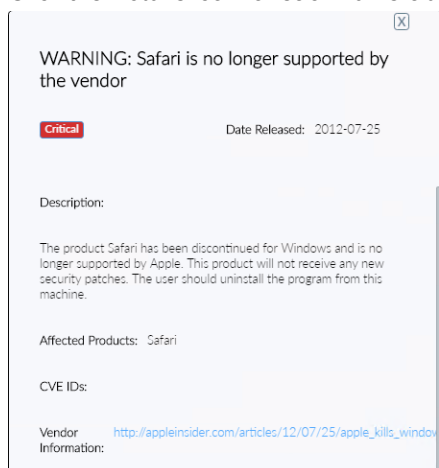 X
WARNING: Safari is no longer supported by
the vendor
Critical
Date Released: 2012-07-25
Description:
The product Safari has been discontinued for Windows and is no
longer supported by Apple. This product will not receive any new
security patches. The user should uninstall the program from this
machine.
Affected Products: Safari
CVE IDs:
Vendor http://appleinsider.com/articles/12/07/25/apple_kills_window
Information: